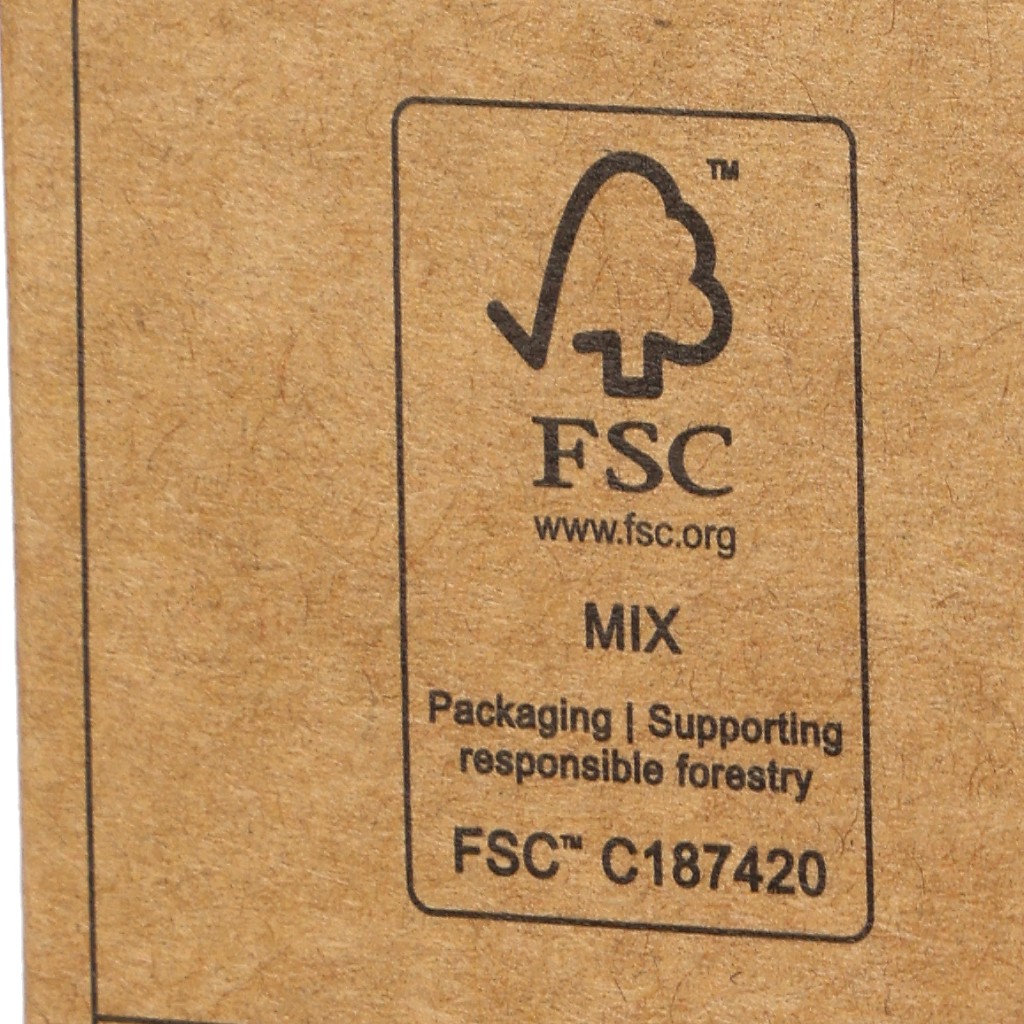 TM
FSC
www.fsc.org
MIX
Packaging | Supporting
responsible forestry
FSC™ C187420